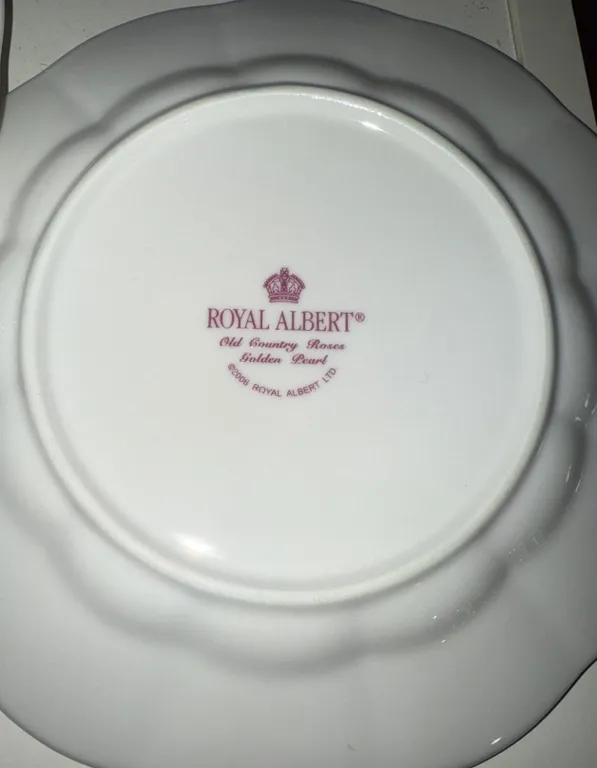 ROYAL ALBERT®
Old Country Roses
Golden Pearl
©2006 ROYAL ALBERT LTD